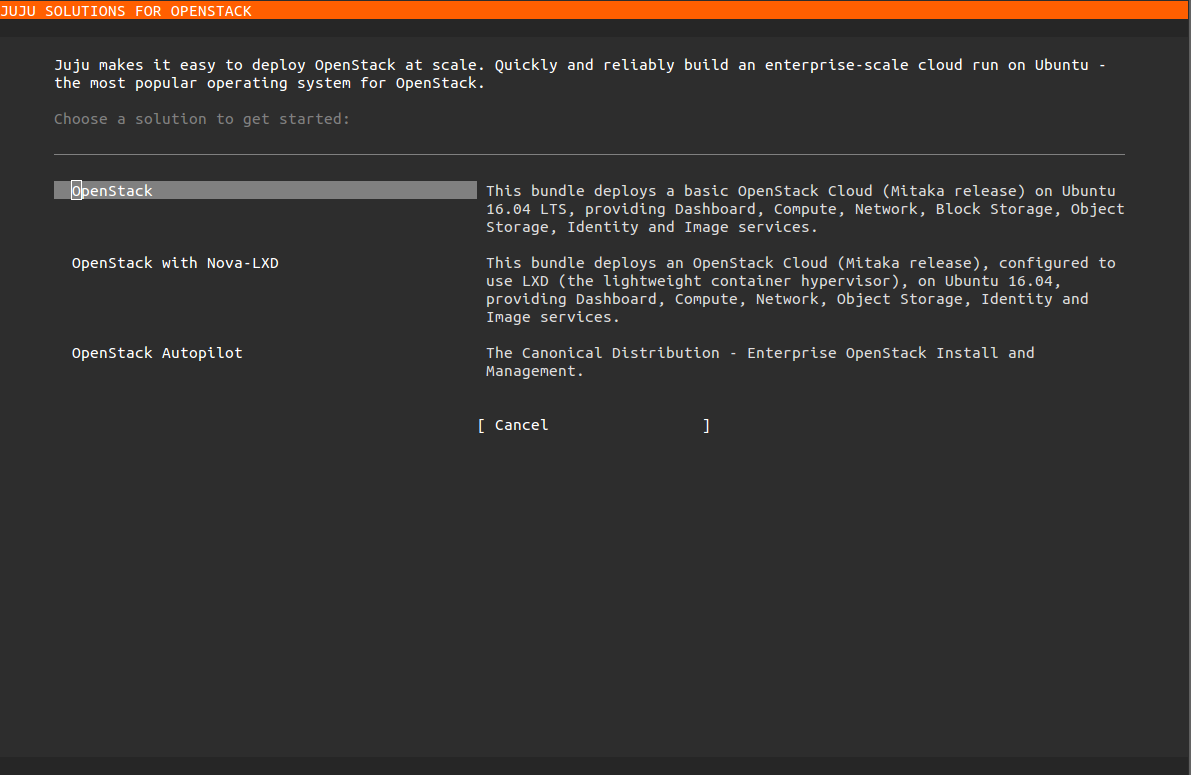 JUJU SOLUTIONS FOR OPENSTACK
Juju makes it easy to deploy OpenStack at scale. Quickly and reliably build an enterprise-scale cloud run on Ubuntu -
the most popular operating system for OpenStack.
Choose a solution to get started:
OpenStack
This bundle deploys a basic OpenStack Cloud (Mitaka release) on Ubuntu
16.04 LTS, providing Dashboard, Compute, Network, Block Storage, Object
Storage, Identity and Image services.
OpenStack with Nova-LXD
This bundle deploys an OpenStack Cloud (Mitaka release), configured to
use LXD (the lightweight container hypervisor), on Ubuntu 16.04,
providing Dashboard, Compute, Network, Object Storage, Identity and
Image services.
OpenStack Autopilot
The Canonical Distribution - Enterprise OpenStack Install and
Management.
[ Cancel ]